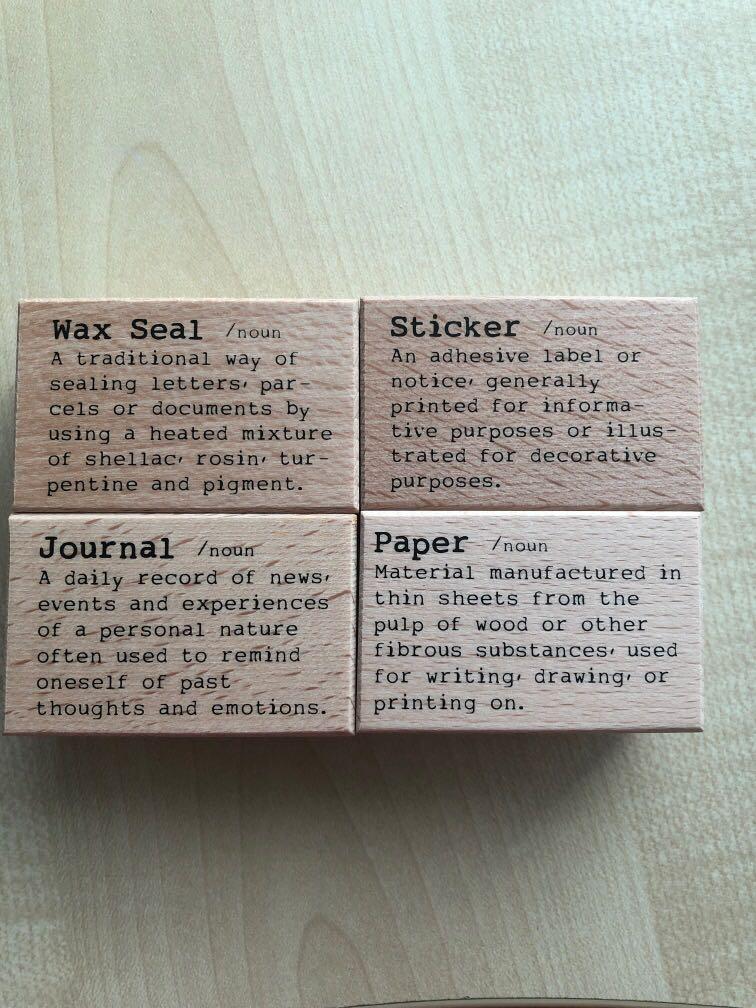 Wax Seal /noun
A traditional way of
sealing letters, par-
cels or documents by
using a heated mixture
of shellac, rosin, tur-
pentine and pigment.
Sticker /noun
An adhesive label or
notice, generally
printed for informa-
tive purposes or illus-
trated for decorative
purposes.
Journal /noun
A daily record of news,
events and experiences
of a personal nature
often used to remind
oneself of past
thoughts and emotions.
Paper /noun
Material manufactured in
thin sheets from the
pulp of wood or other
fibrous substances, used
for writing, drawing, or
printing on.